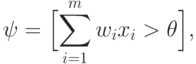 ψ = [∑_{i=1}^{m} w_i x_i > θ],